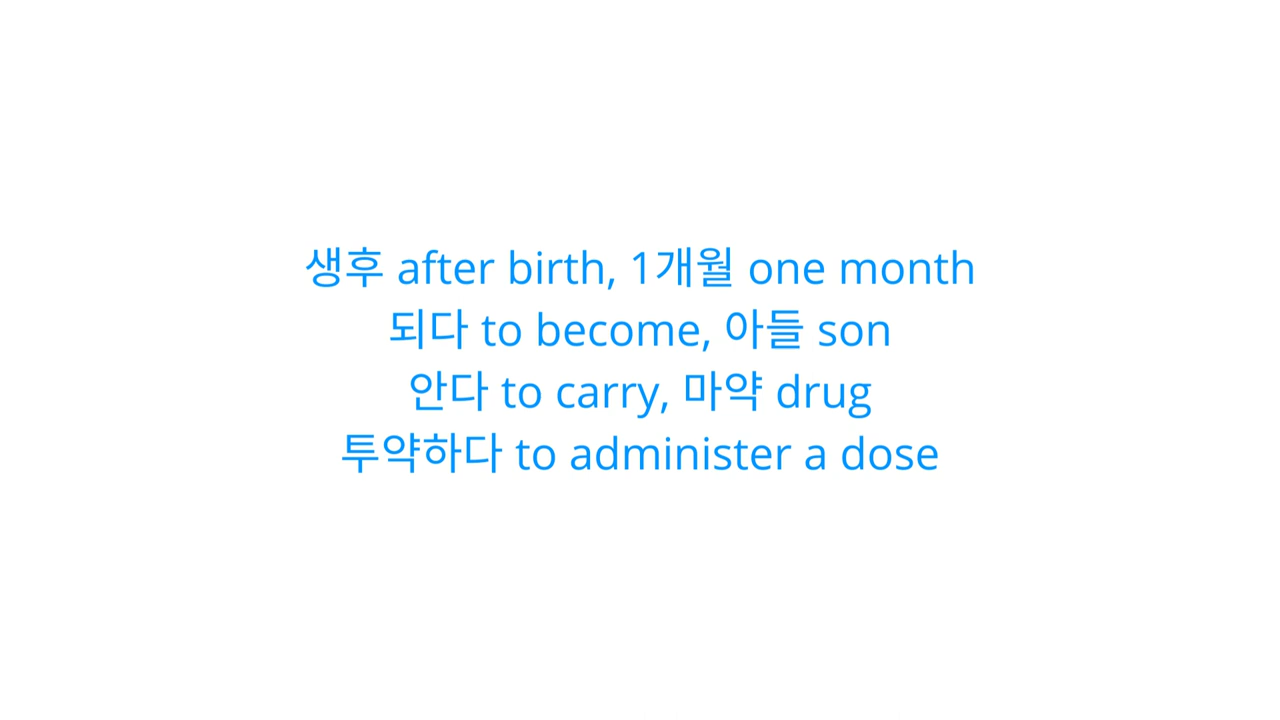 생후 after birth, 1개월 one month
되다 to become, 아들 son
안다 to carry, 마약 drug
투약하다 to administer a dose